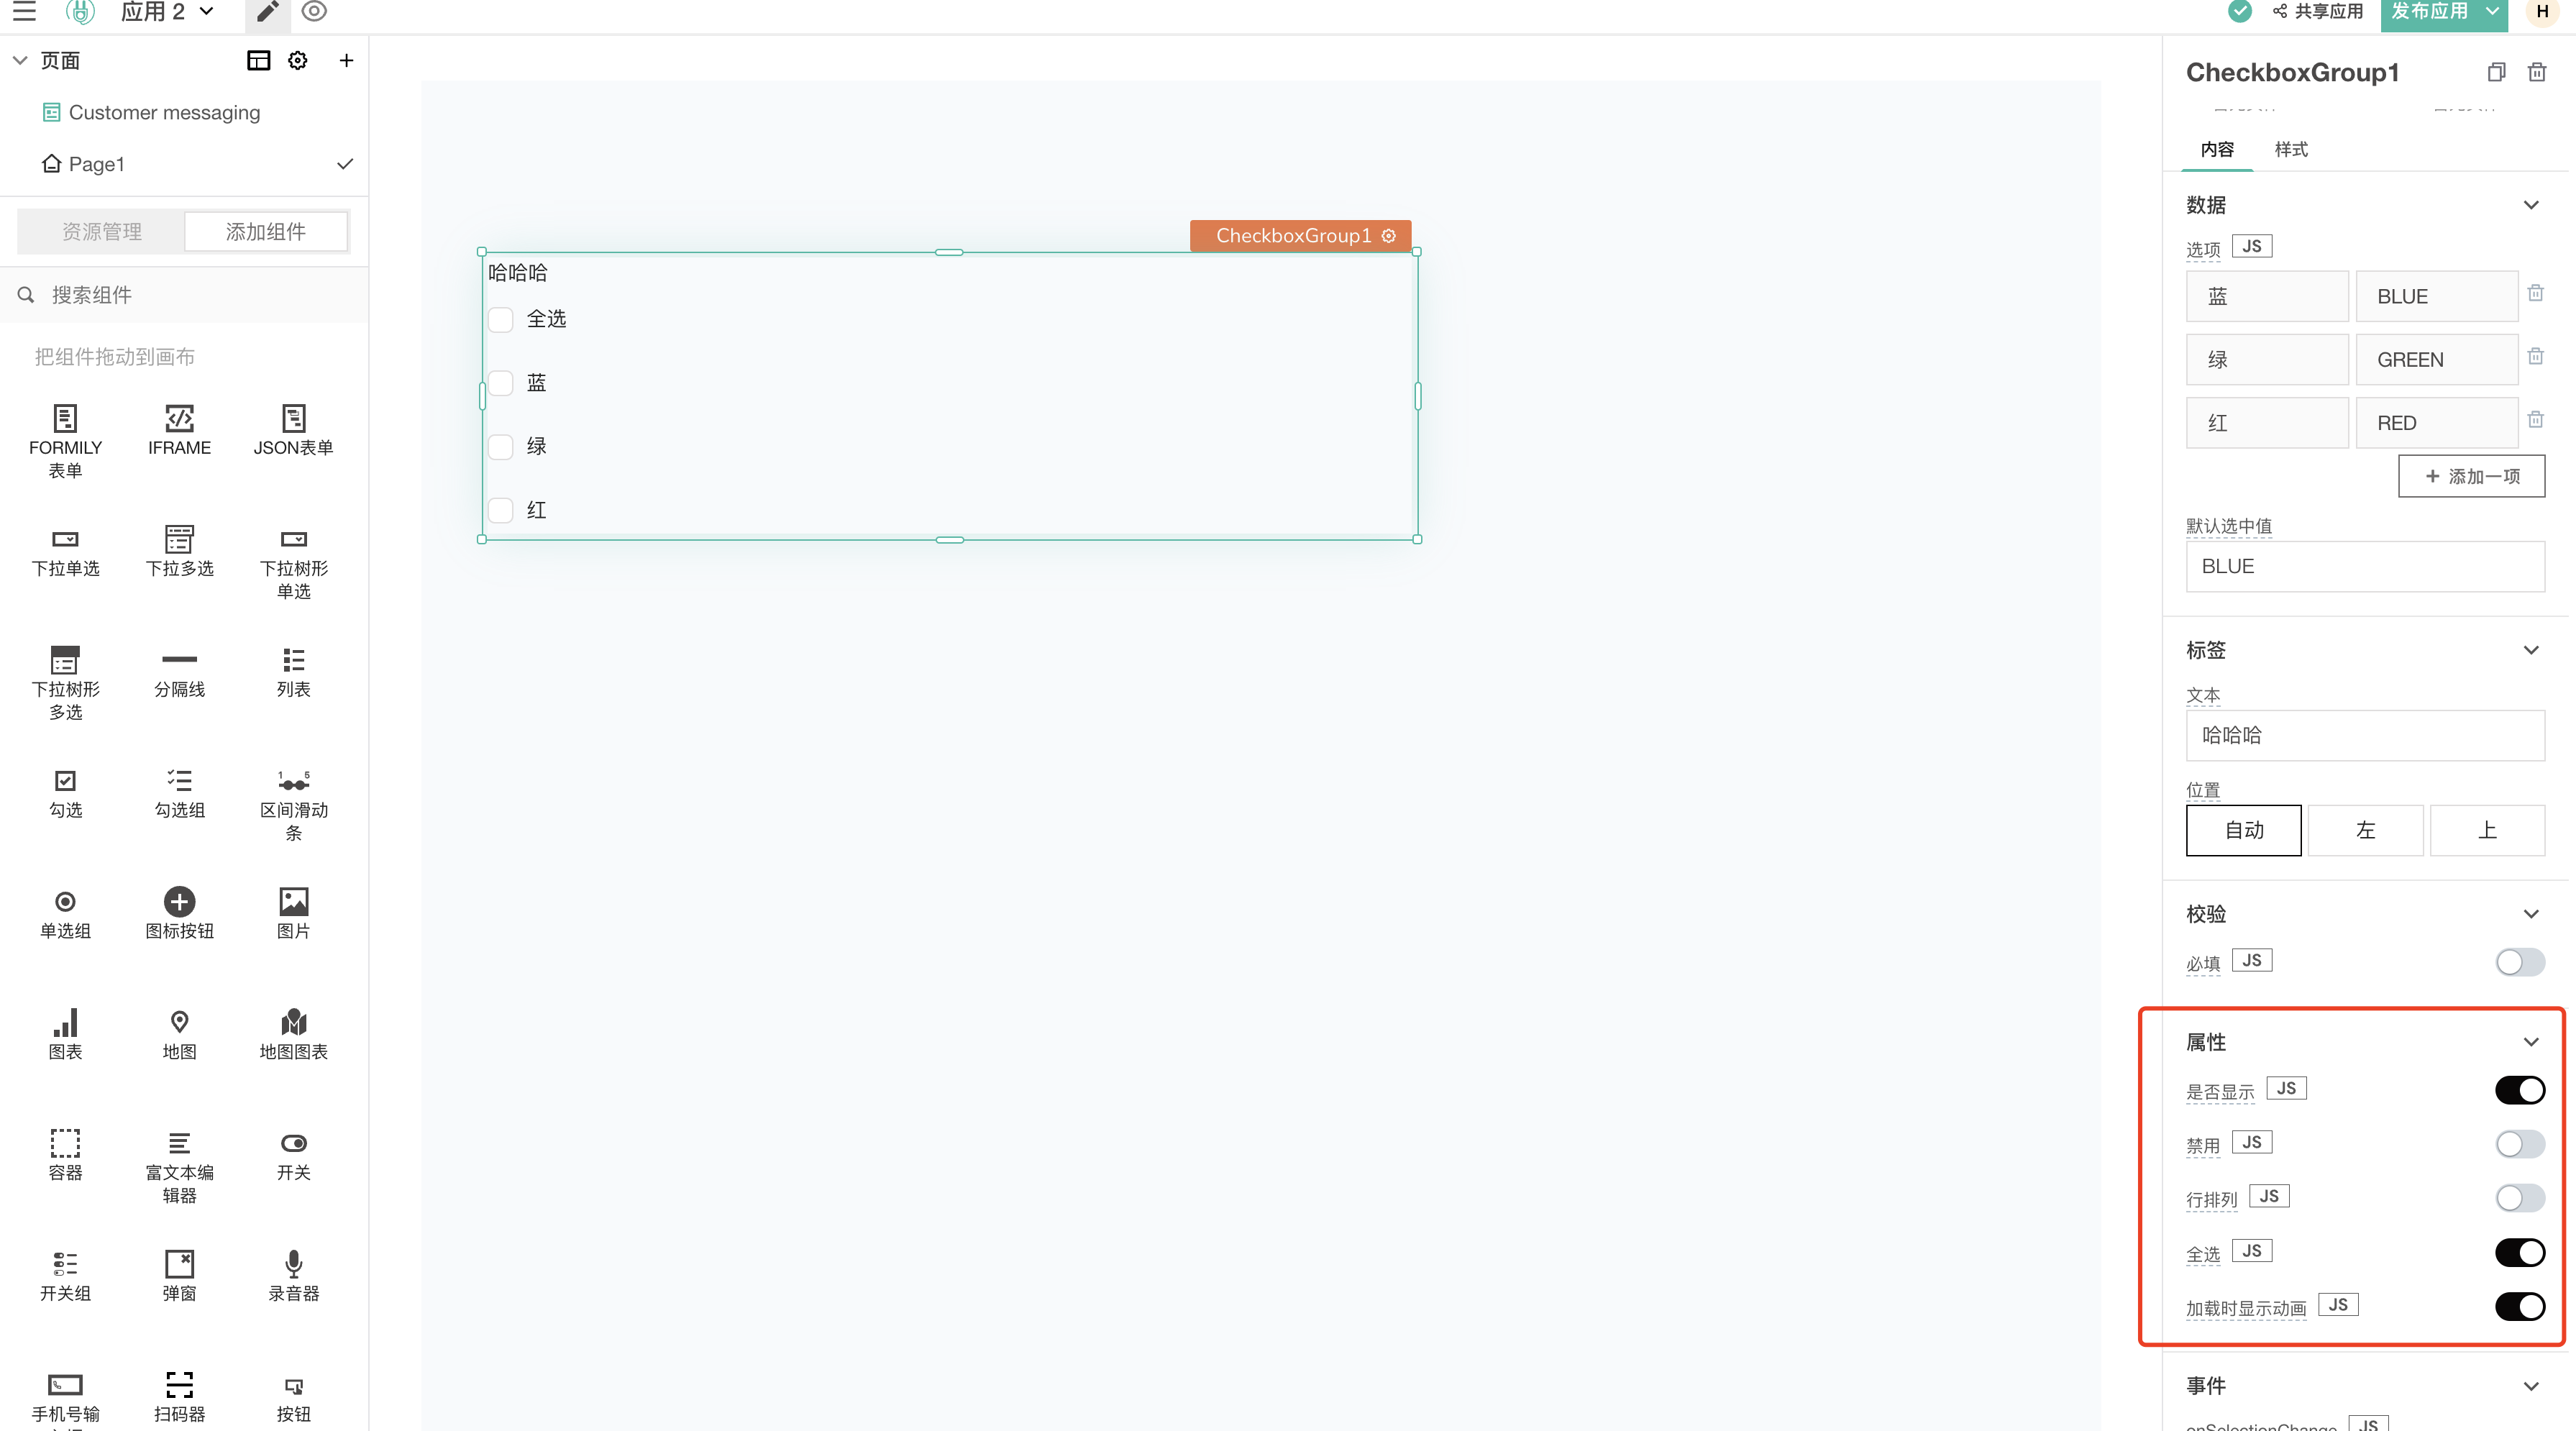 应用 2
共享应用
发布应用
H
页面
Customer messaging
Page1
资源管理
添加组件
搜索组件
把组件拖动到画布
FORMILY
表单
IFRAME
JSON表单
下拉单选
下拉多选
下拉树形
单选
下拉树形
多选
分隔线
列表
勾选
勾选组
1 5
区间滑动
条
单选组
图标按钮
图片
图表
地图
地图图表
容器
富文本编
辑器
开关
开关组
弹窗
录音器
手机号输
扫码器
按钮
CheckboxGroup1
哈哈哈
全选
蓝
绿
红
CheckboxGroup1
内容
样式
数据
选项 JS
蓝 BLUE
绿 GREEN
红 RED
添加一项
默认选中值
BLUE
标签
文本
哈哈哈
位置
自动 左 上
校验
必填 JS
属性
是否显示 JS
禁用 JS
行排列 JS
全选 JS
加载时显示动画 JS
事件
onSelectionChange JS